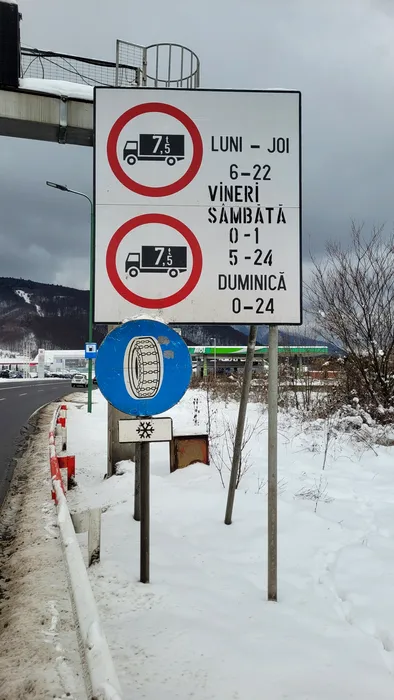 7,5t
LUNI – JOI
6–22
VINERI
SÂMBĂTĂ
0–1
7,5t
5–24
DUMINICĂ
0–24